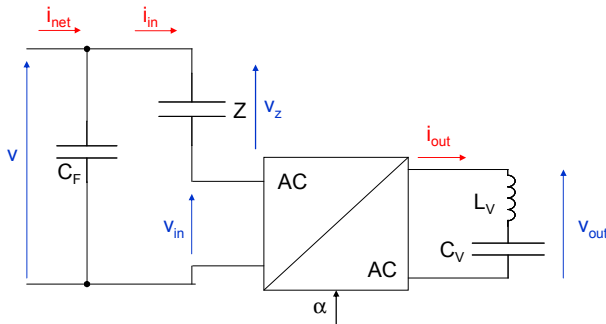 i_net
i_in
Z
v_z
v
C_F
i_out
AC
L_V
v_in
v_out
C_V
AC
α